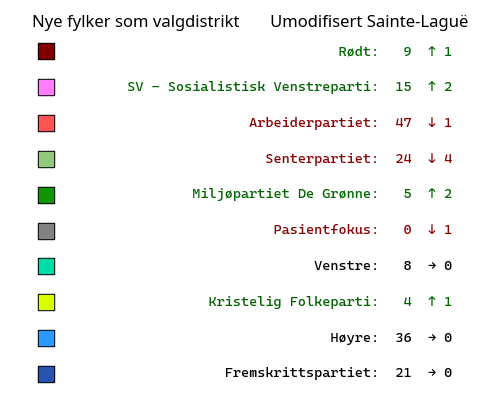 Nye fylker som valgdistrikt Umodifisert Sainte-Laguë
Rødt: 9 ↑ 1
SV – Sosialistisk Venstreparti: 15 ↑ 2
Arbeiderpartiet: 47 ↓ 1
Senterpartiet: 24 ↓ 4
Miljøpartiet De Grønne: 5 ↑ 2
Pasientfokus: 0 ↓ 1
Venstre: 8 → 0
Kristelig Folkeparti: 4 ↑ 1
Høyre: 36 → 0
Fremskrittspartiet: 21 → 0